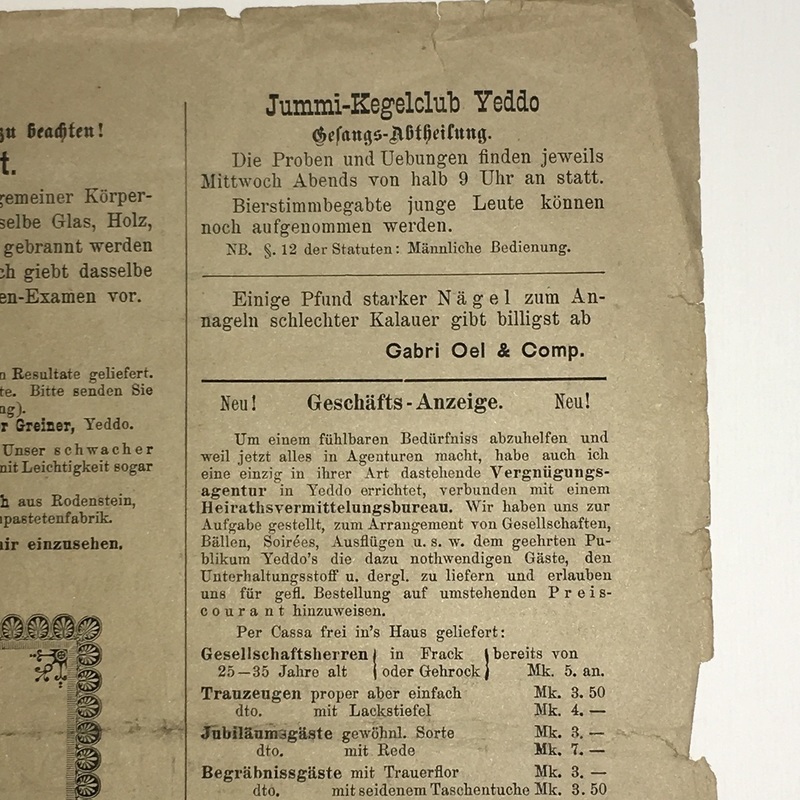 zu beachten!
t.
gemeiner Körper-
selbe Glas, Holz,
gebrannt werden
ch giebt dasselbe
en-Examen vor.
n Resultate geliefert.
te. Bitte senden Sie
ng).
r Greiner, Yeddo.
Unser schwacher
mit Leichtigkeit sogar
h aus Rodenstein,
pastetenfabrik.
ir einzusehen.
Jummi-Kegelclub Yeddo
Gesangs-Abtheilung.
Die Proben und Uebungen finden jeweils
Mittwoch Abends von halb 9 Uhr an statt.
Bierstimmbegabte junge Leute können
noch aufgenommen werden.
NB. §. 12 der Statuten: Männliche Bedienung.
Einige Pfund starker Nägel zum An-
nageln schlechter Kalauer gibt billigst ab
Gabri Oel & Comp.
Neu! Geschäfts-Anzeige. Neu!
Um einem fühlbaren Bedürfniss abzuhelfen und
weil jetzt alles in Agenturen macht, habe auch ich
eine einzig in ihrer Art dastehende Vergnügungs-
agentur in Yeddo errichtet, verbunden mit einem
Heirathsvermittelungsbureau. Wir haben uns zur
Aufgabe gestellt, zum Arrangement von Gesellschaften,
Bällen, Soirées, Ausflügen u. s. w. dem geehrten Pu-
blikum Yeddo's die dazu nothwendigen Gäste, den
Unterhaltungsstoff u. dergl. zu liefern und erlauben
uns für gefl. Bestellung auf umstehenden Preis-
courant hinzuweisen.
Per Cassa frei in's Haus geliefert:
Gesellschaftsherren ( in Frack ) bereits von
25—35 Jahre alt ( oder Gehrock ) Mk. 5. an.
Trauzeugen proper aber einfach Mk. 3. 50
dto. mit Lackstiefel Mk. 4. —
Jubiläumsgäste gewöhnl. Sorte Mk. 3. —
dto. mit Rede Mk. 7. —
Begräbnissgäste mit Trauerflor Mk. 3. —
dto. mit seidenem Taschentuche Mk. 3. 50